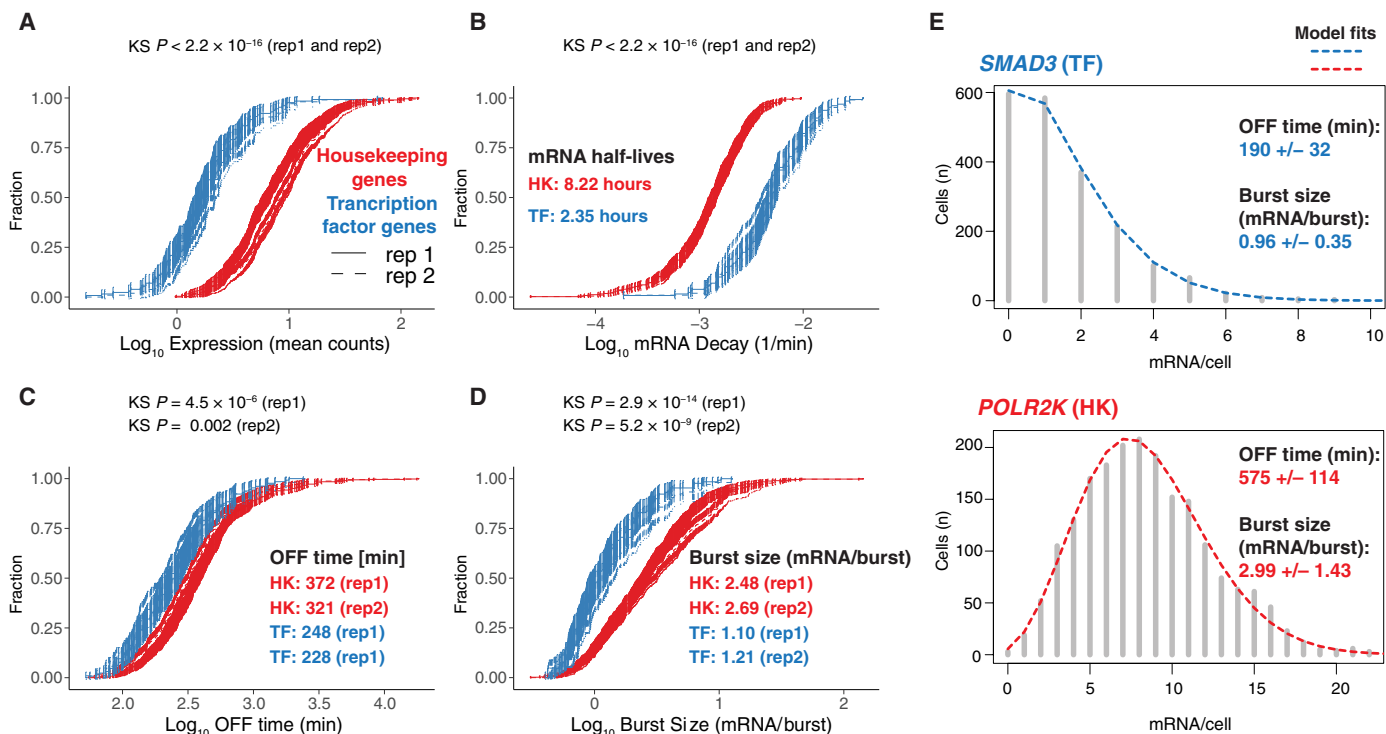 A
KS P < 2.2 × 10⁻¹⁶ (rep1 and rep2)
1.00
0.75
0.50
0.25
0.00
Fraction
Housekeeping
genes
Trancription
factor genes
rep 1
rep 2
0
1
2
Log₁₀ Expression (mean counts)
B
KS P < 2.2 × 10⁻¹⁶ (rep1 and rep2)
1.00
0.75
0.50
0.25
0.00
Fraction
mRNA half-lives
HK: 8.22 hours
TF: 2.35 hours
−4
−3
−2
Log₁₀ mRNA Decay (1/min)
C
KS P = 4.5 × 10⁻⁶ (rep1)
KS P = 0.002 (rep2)
1.00
0.75
0.50
0.25
0.00
Fraction
OFF time [min]
HK: 372 (rep1)
HK: 321 (rep2)
TF: 248 (rep1)
TF: 228 (rep1)
2.0
2.5
3.0
3.5
4.0
Log₁₀ OFF time (min)
D
KS P = 2.9 × 10⁻¹⁴ (rep1)
KS P = 5.2 × 10⁻⁹ (rep2)
1.00
0.75
0.50
0.25
0.00
Fraction
Burst size (mRNA/burst)
HK: 2.48 (rep1)
HK: 2.69 (rep2)
TF: 1.10 (rep1)
TF: 1.21 (rep2)
0
1
2
Log₁₀ Burst Size (mRNA/burst)
E
Model fits
SMAD3 (TF)
600
400
200
0
Cells (n)
OFF time (min):
190 +/− 32
Burst size
(mRNA/burst):
0.96 +/− 0.35
0
2
4
6
8
10
mRNA/cell
POLR2K (HK)
200
150
100
50
0
Cells (n)
OFF time (min):
575 +/− 114
Burst size
(mRNA/burst):
2.99 +/− 1.43
0
5
10
15
20
mRNA/cell